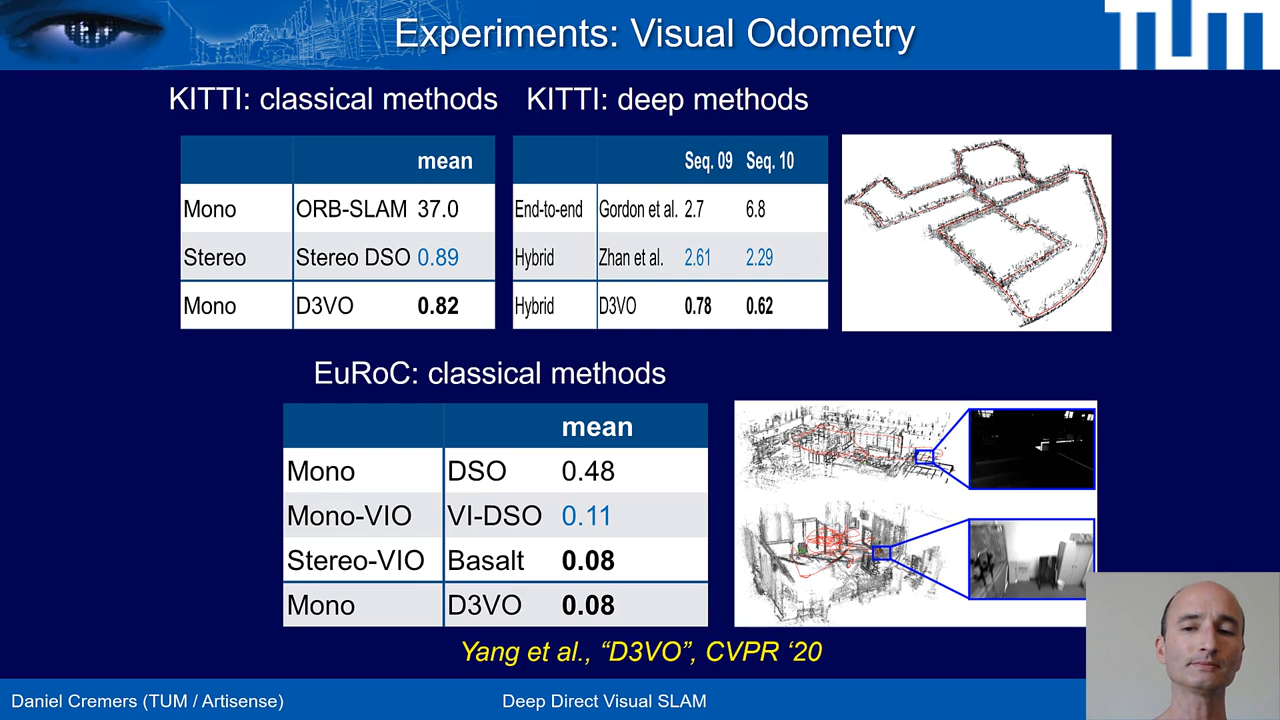 Experiments: Visual Odometry
TUM
KITTI: classical methods
mean
Mono ORB-SLAM 37.0
Stereo Stereo DSO 0.89
Mono D3VO 0.82
KITTI: deep methods
Seq. 09 Seq. 10
End-to-end Gordon et al. 2.7 6.8
Hybrid Zhan et al. 2.61 2.29
Hybrid D3VO 0.78 0.62
EuRoC: classical methods
mean
Mono DSO 0.48
Mono-VIO VI-DSO 0.11
Stereo-VIO Basalt 0.08
Mono D3VO 0.08
Yang et al., “D3VO”, CVPR ‘20
Daniel Cremers (TUM / Artisense)
Deep Direct Visual SLAM